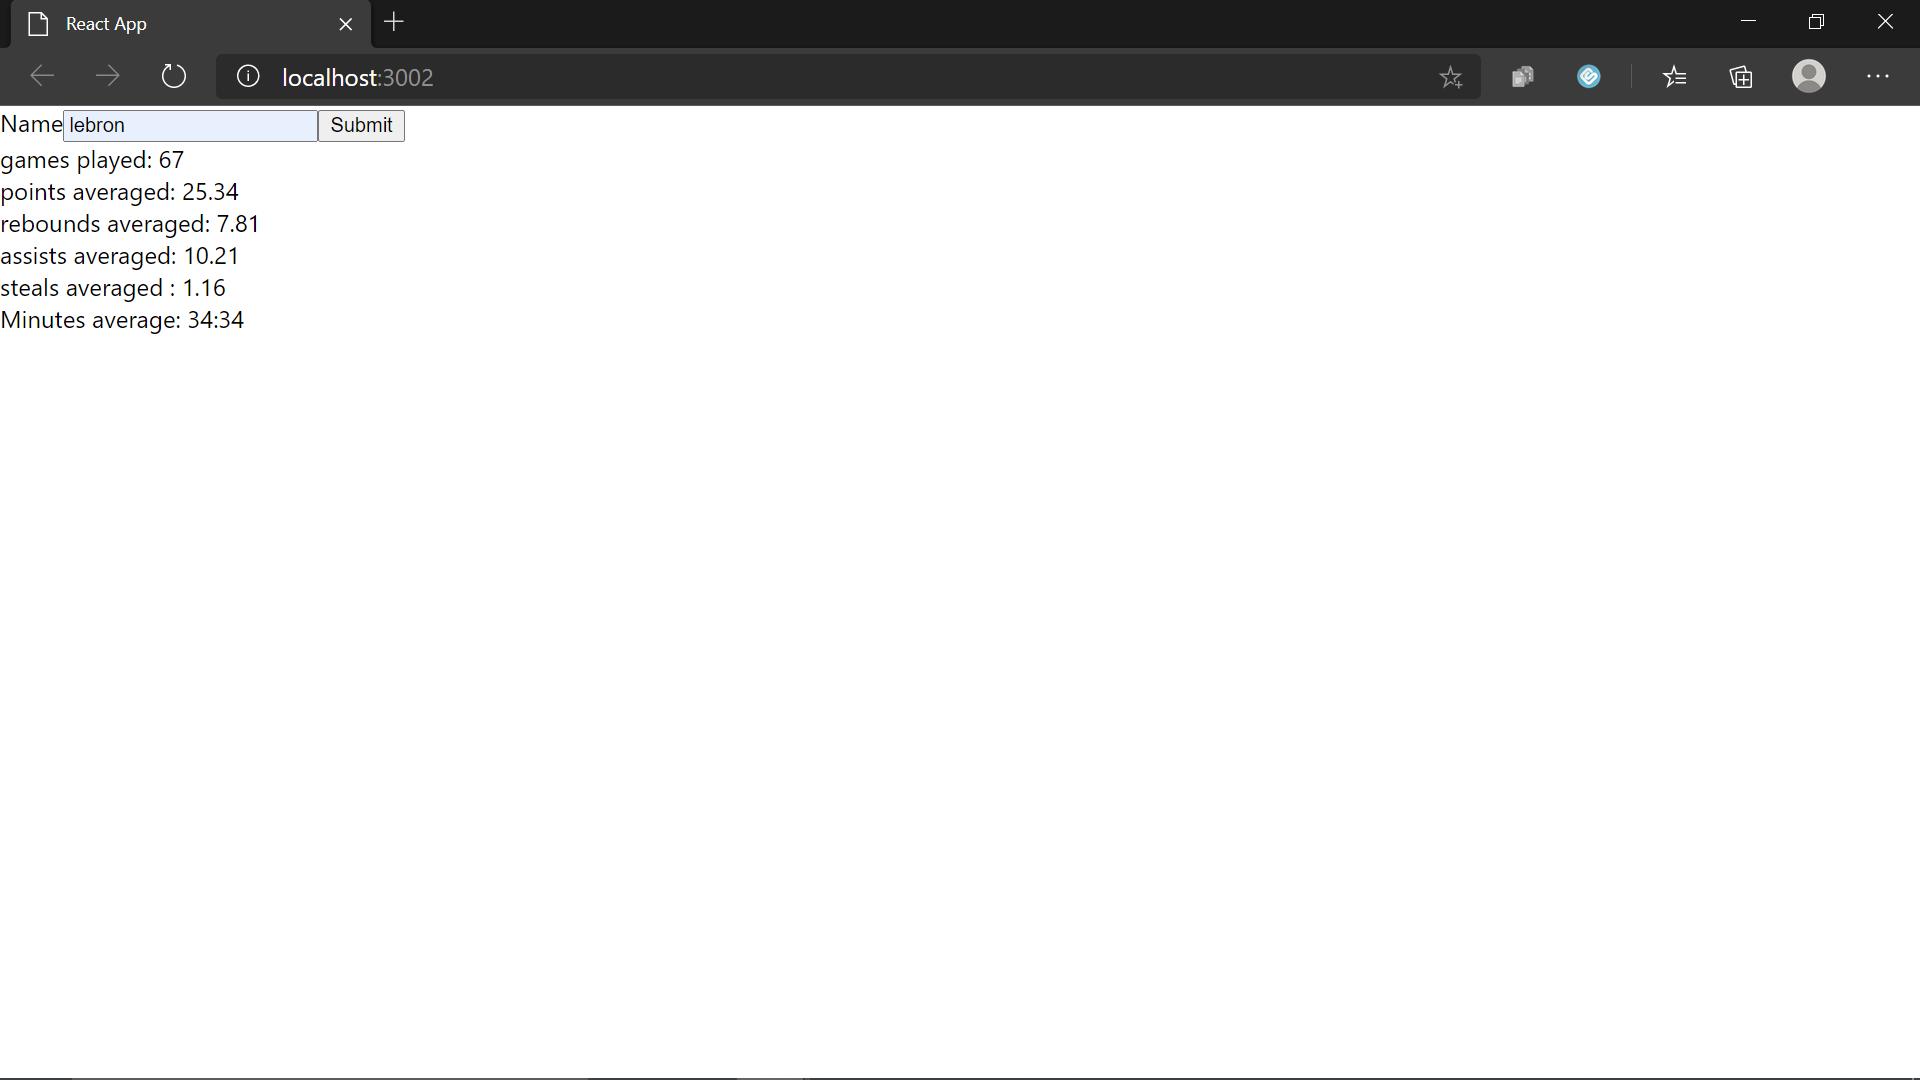 React App
localhost:3002
Name lebron Submit
games played: 67
points averaged: 25.34
rebounds averaged: 7.81
assists averaged: 10.21
steals averaged : 1.16
Minutes average: 34:34